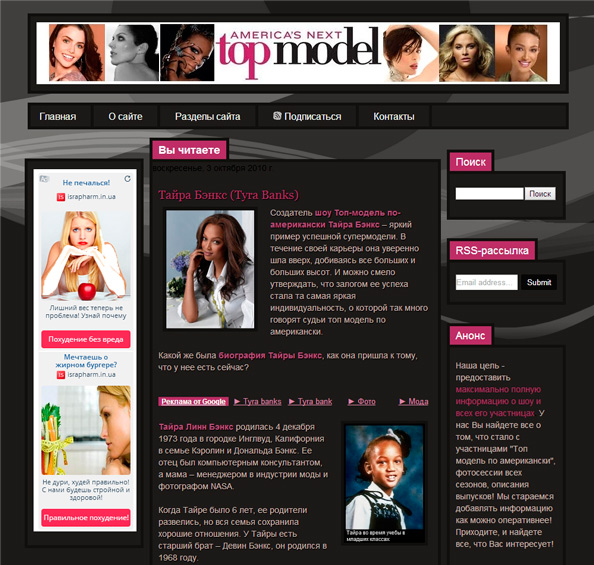 AMERICA'S NEXT
top model
Главная
О сайте
Разделы сайта
Подписаться
Контакты
Не печалься!
israpharm.in.ua
Лишний вес теперь не
проблема! Узнай почему
Похудение без вреда
Мечтаешь о
жирном бургере?
israpharm.in.ua
Не дури, худей правильно!
С нами будешь стройной и
здоровой!
Правильное похудение!
Вы читаете
воскресенье, 3 октября 2010 г.
Тайра Бэнкс (Tyra Banks)
Создатель шоу Топ-модель по-
американски Тайра Бэнкс – яркий
пример успешной супермодели. В
течение своей карьеры она уверенно
шла вверх, добиваясь все больших и
больших высот. И можно смело
утверждать, что залогом ее успеха
стала та самая яркая
индивидуальность, о которой так много
говорят судьи топ модель по
американски.
Какой же была биография Тайры Бэнкс, как она пришла к тому,
что у нее есть сейчас?
Реклама от Google
► Tyra banks
► Tyra bank
► Фото
► Мода
Тайра Линн Бэнкс родилась 4 декабря
1973 года в городке Инглвуд, Калифорния
в семье Кэролин и Дональда Бэнкс. Ее
отец был компьютерным консультантом,
а мама – менеджером в индустрии моды и
фотографом NASA.
Когда Тайре было 6 лет, ее родители
развелись, но вся семья сохранила
хорошие отношения. У Тайры есть
старший брат – Девин Бэнкс, он родился в
1968 году.
Тайра во время учебы в
младших классах
Поиск
Поиск
RSS-рассылка
Email address...
Submit
Анонс
Наша цель -
предоставить
максимально полную
информацию о шоу и
всех его участницах. У
нас Вы найдете все о
том, что стало с
участницами "Топ
модель по американски",
фотосессии всех
сезонов, описания
выпусков! Мы стараемся
добавлять информацию
как можно оперативнее!
Приходите, и найдете
все, что Вас интересует!